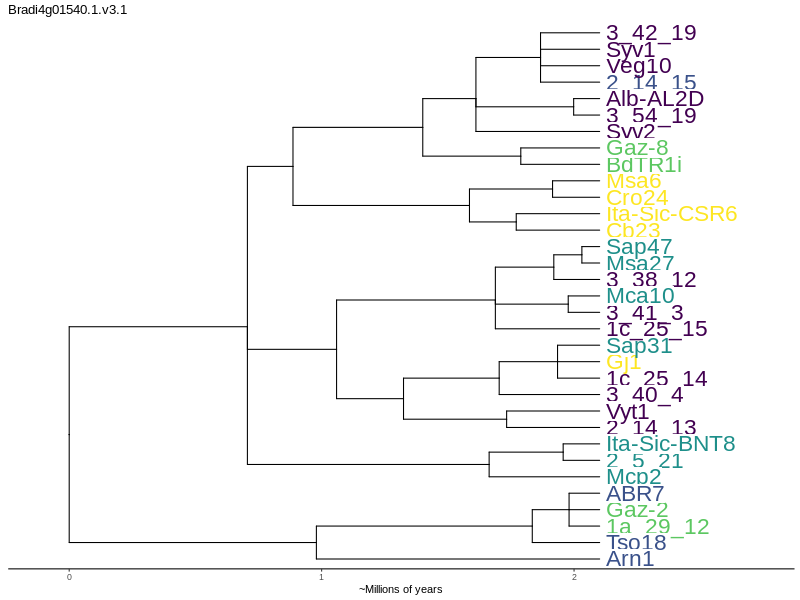 Bradi4g01540.1.v3.1
3_42_19
Syv1
Veg10
2_14_15
Alb-AL2D
3_54_19
Syv2
Gaz-8
BdTR1i
Msa6
Cro24
Ita-Sic-CSR6
Cb23
Sap47
Msa27
3_38_12
Mca10
3_41_3
1c_25_15
Sap31
Gj1
1c_25_14
3_40_4
Vyt1
2_14_13
Ita-Sic-BNT8
2_5_21
Mcp2
ABR7
Gaz-2
1a_29_12
Tso18
Arn1
0 1 2
~Millions of years